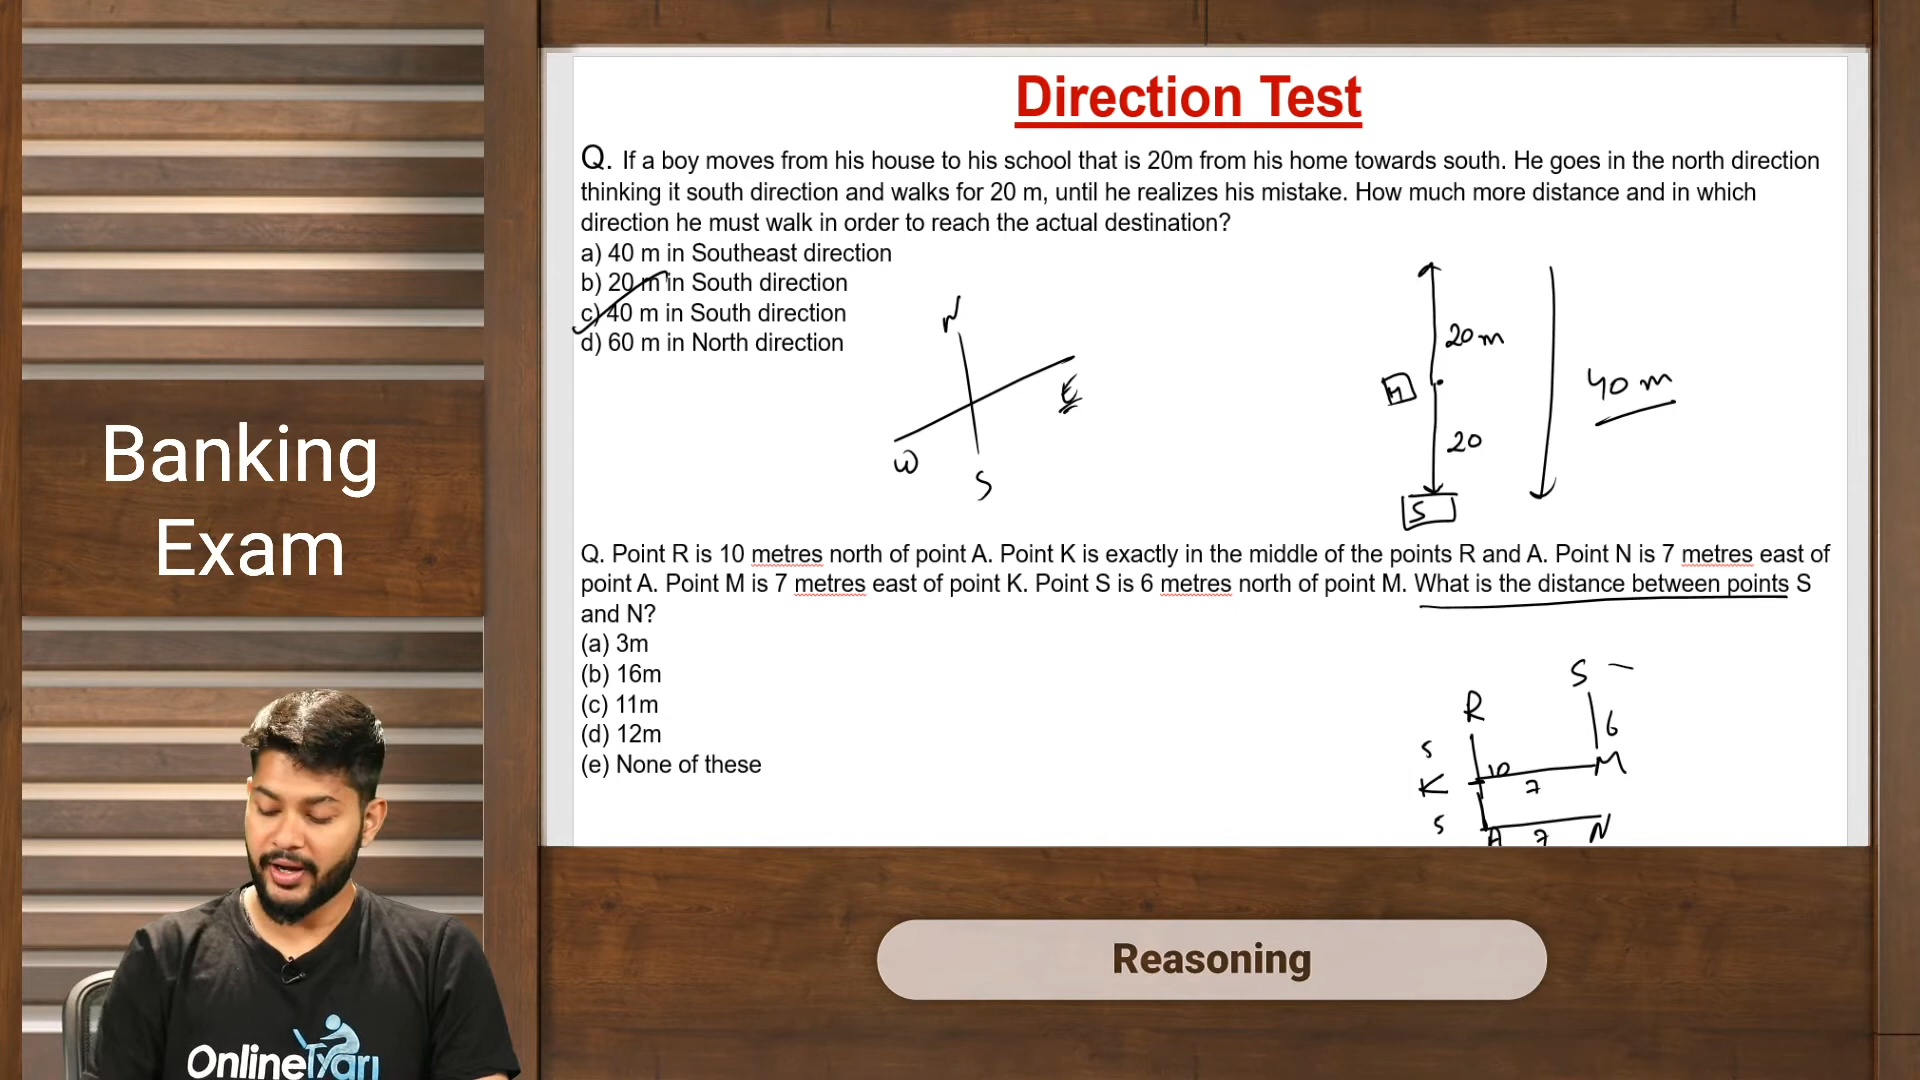 Banking
Exam
OnlineTyari
Direction Test
Q. If a boy moves from his house to his school that is 20m from his home towards south. He goes in the north direction
thinking it south direction and walks for 20 m, until he realizes his mistake. How much more distance and in which
direction he must walk in order to reach the actual destination?
a) 40 m in Southeast direction
b) 20 m in South direction
c) 40 m in South direction
d) 60 m in North direction
N
E
W
S
20 m
H
40 m
20
S
Q. Point R is 10 metres north of point A. Point K is exactly in the middle of the points R and A. Point N is 7 metres east of
point A. Point M is 7 metres east of point K. Point S is 6 metres north of point M. What is the distance between points S
and N?
(a) 3m
(b) 16m
(c) 11m
(d) 12m
(e) None of these
S
R
6
5
10
M
K
7
5
A
7
N
Reasoning